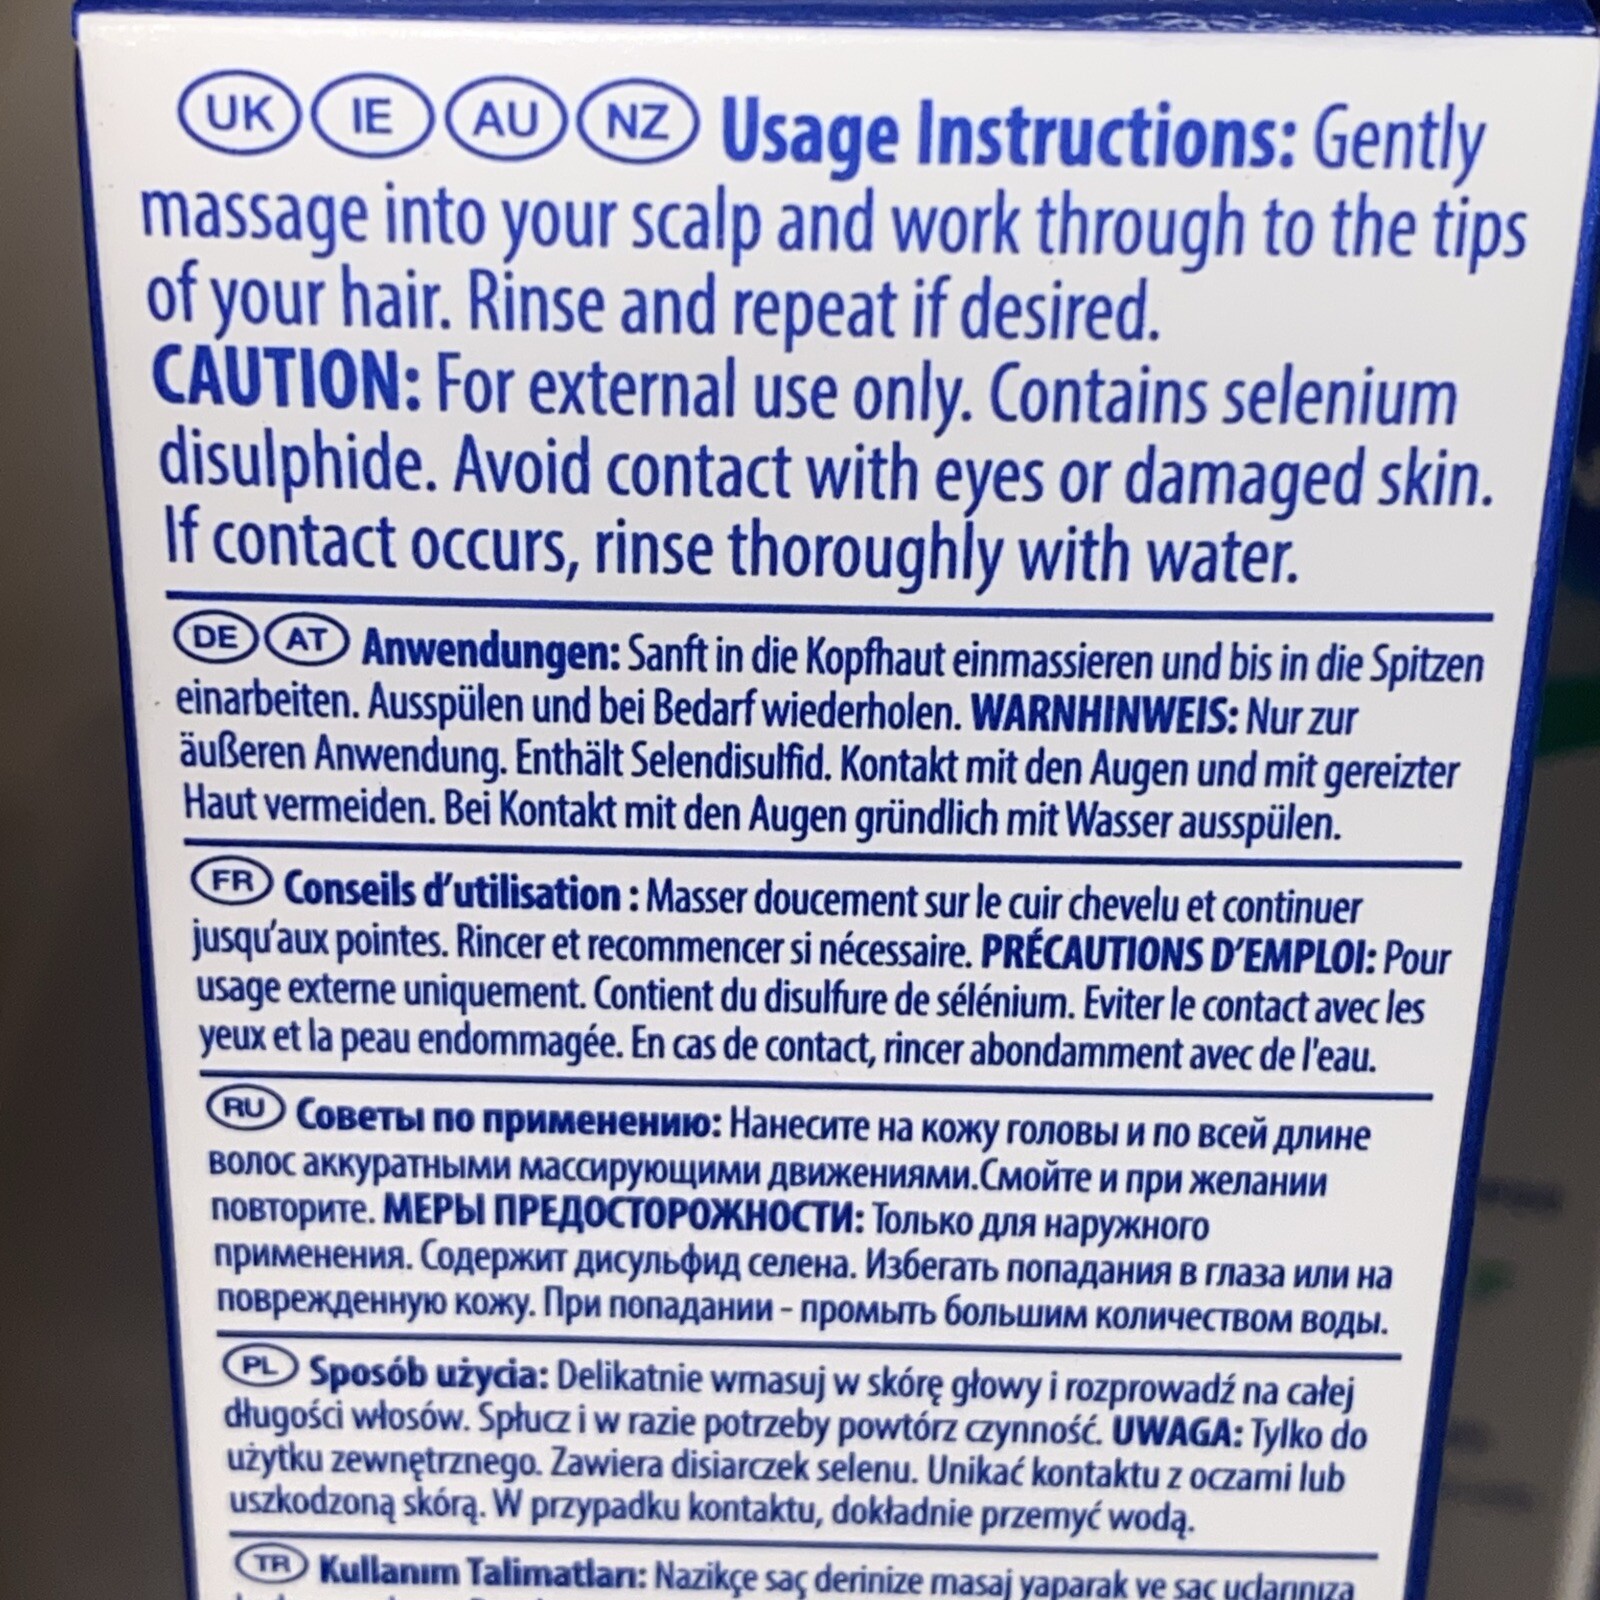 UK IE AU NZ Usage Instructions: Gently
massage into your scalp and work through to the tips
of your hair. Rinse and repeat if desired.
CAUTION: For external use only. Contains selenium
disulphide. Avoid contact with eyes or damaged skin.
If contact occurs, rinse thoroughly with water.
DE AT Anwendungen: Sanft in die Kopfhaut einmassieren und bis in die Spitzen
einarbeiten. Ausspülen und bei Bedarf wiederholen. WARNHINWEIS: Nur zur
äußeren Anwendung. Enthält Selendisulfid. Kontakt mit den Augen und mit gereizter
Haut vermeiden. Bei Kontakt mit den Augen gründlich mit Wasser ausspülen.
FR Conseils d'utilisation : Masser doucement sur le cuir chevelu et continuer
jusqu'aux pointes. Rincer et recommencer si nécessaire. PRÉCAUTIONS D'EMPLOI: Pour
usage externe uniquement. Contient du disulfure de sélénium. Eviter le contact avec les
yeux et la peau endommagée. En cas de contact, rincer abondamment avec de l'eau.
RU Советы по применению: Нанесите на кожу головы и по всей длине
волос аккуратными массирующими движениями.Смойте и при желании
повторите. МЕРЫ ПРЕДОСТОРОЖНОСТИ: Только для наружного
применения. Содержит дисульфид селена. Избегать попадания в глаза или на
поврежденную кожу. При попадании - промыть большим количеством воды.
PL Sposób użycia: Delikatnie wmasuj w skórę głowy i rozprowadź na całej
długości włosów. Spłucz i w razie potrzeby powtórz czynność. UWAGA: Tylko do
użytku zewnętrznego. Zawiera disiarczek selenu. Unikać kontaktu z oczami lub
uszkodzoną skórą. W przypadku kontaktu, dokładnie przemyć wodą.
TR Kullanım Talimatları: Nazikçe saç derinize masaj yaparak ve saç uçlarınıza